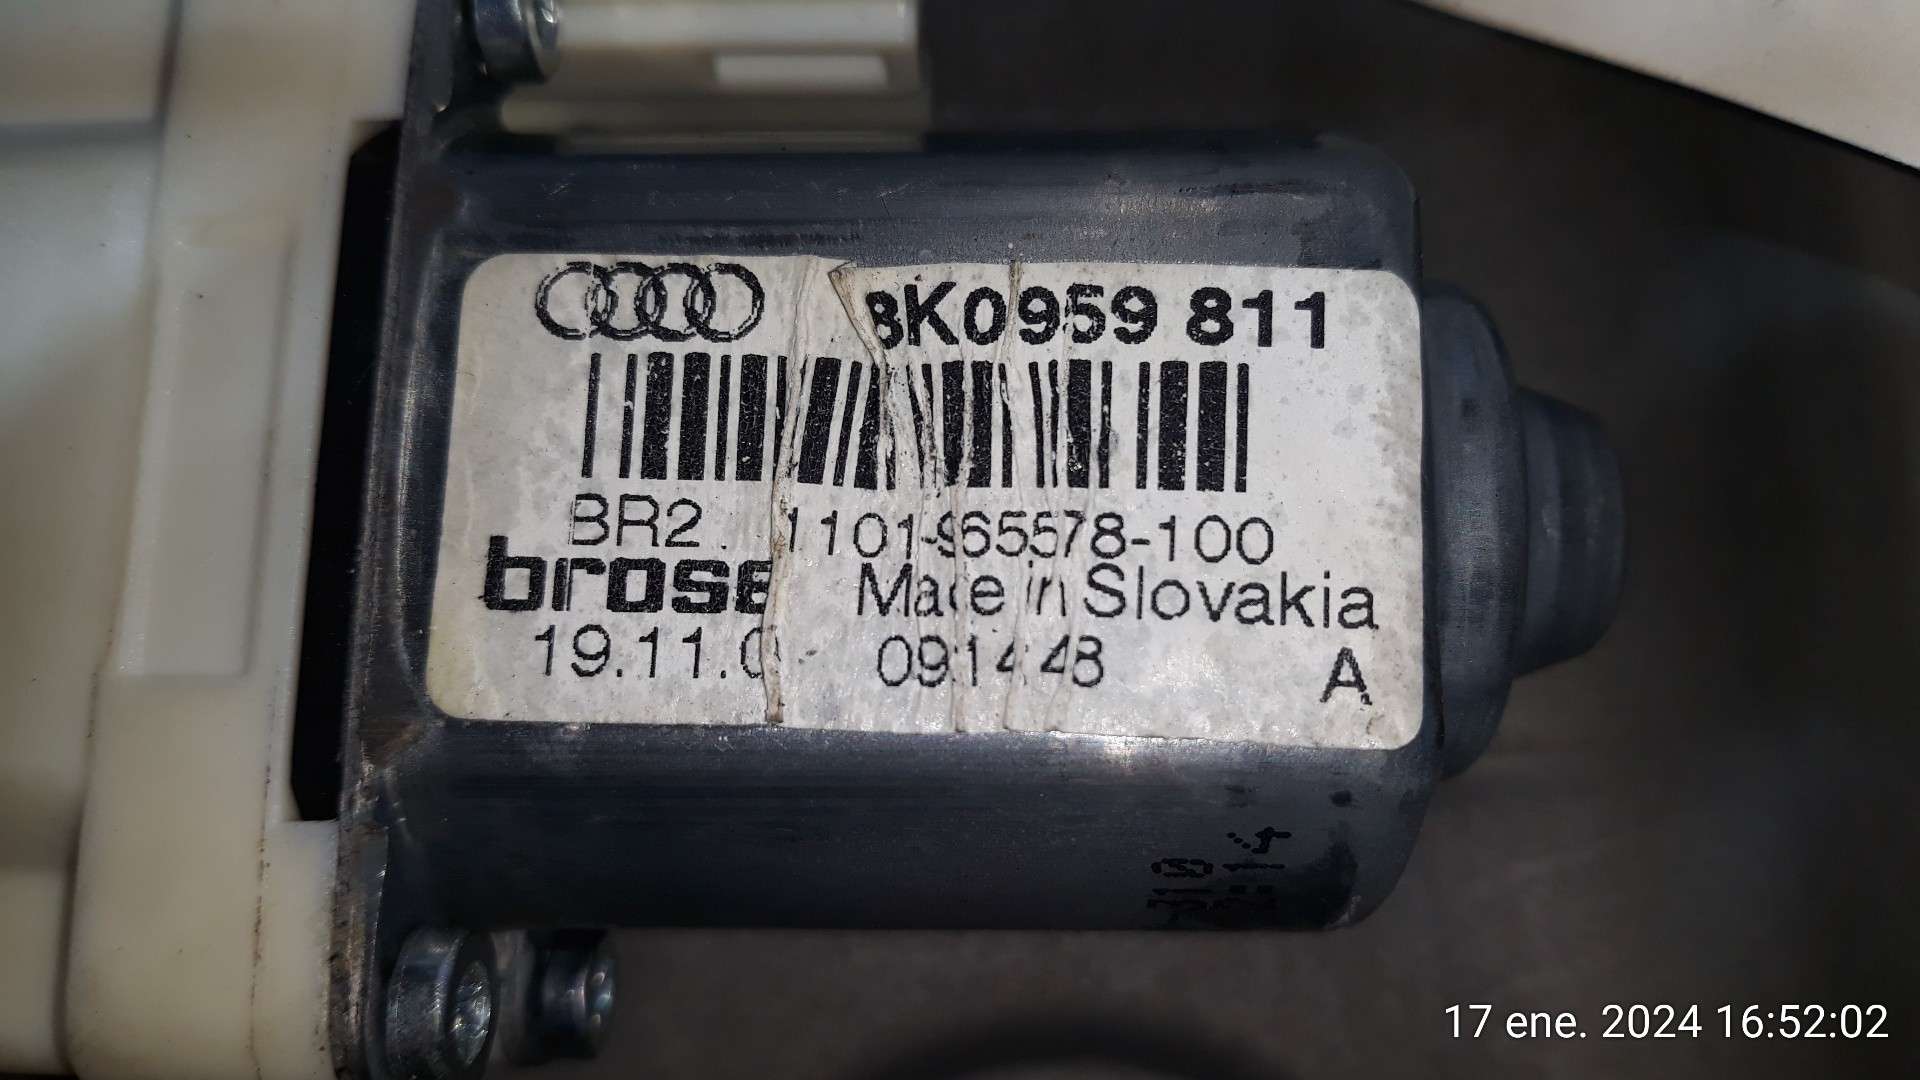 8K0959 811
BR2 1101-965578-100
brose Made in Slovakia
19.11.0 091448 A
17 ene. 2024 16:52:02